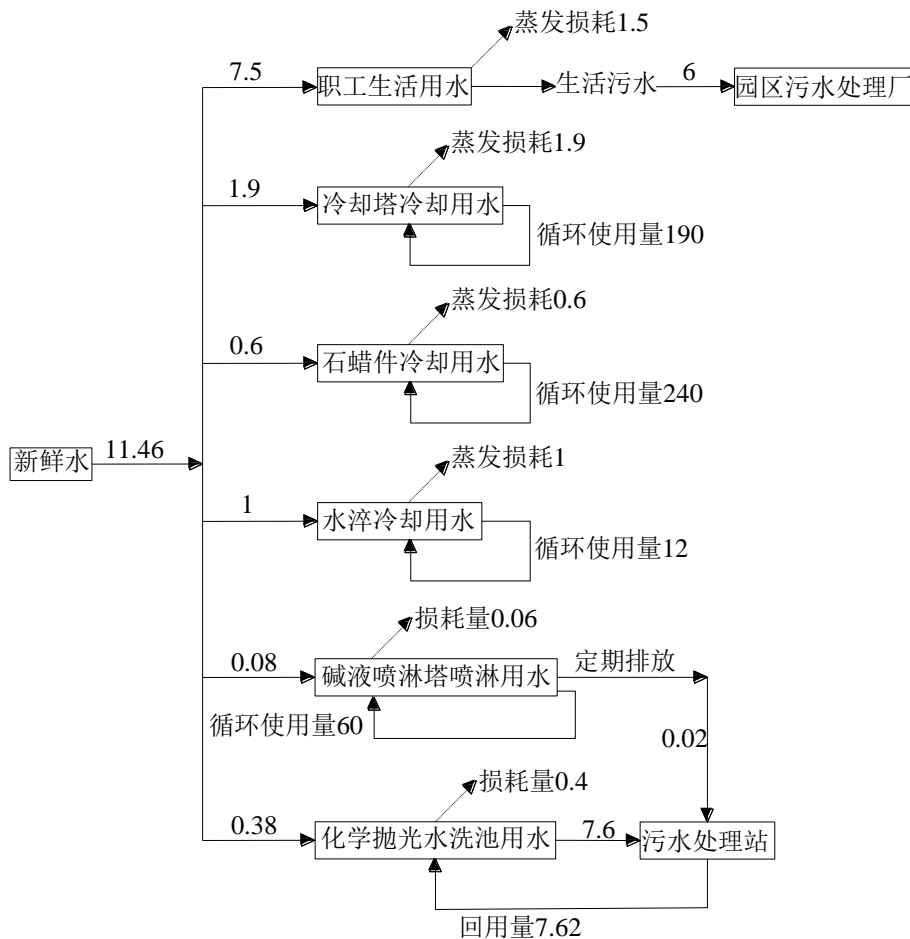 蒸发损耗1.5
7.5
职工生活用水
生活污水
6
园区污水处理厂
蒸发损耗1.9
1.9
冷却塔冷却用水
循环使用量190
蒸发损耗0.6
0.6
石蜡件冷却用水
循环使用量240
新鲜水
11.46
蒸发损耗1
1
水淬冷却用水
循环使用量12
损耗量0.06
0.08
碱液喷淋塔喷淋用水
定期排放
循环使用量60
0.02
损耗量0.4
0.38
化学抛光水洗池用水
7.6
污水处理站
回用量7.62